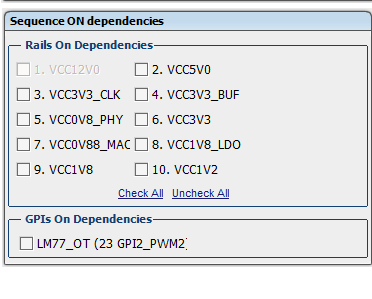 Sequence ON dependencies
Rails On Dependencies
1. VCC12V0 2. VCC5V0
3. VCC3V3_CLK 4. VCC3V3_BUF
5. VCC0V8_PHY 6. VCC3V3
7. VCC0V88_MAC 8. VCC1V8_LDO
9. VCC1V8 10. VCC1V2
Check All Uncheck All
GPIs On Dependencies
LM77_OT (23 GPI2_PWM2)